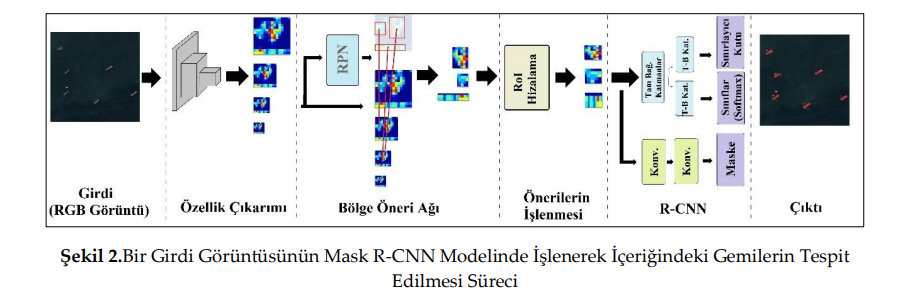 RPN
RoI
Hizalama
Tam Bağ.
Katmanlar
T-B Kat.
T-B Kat.
Sınırlayıcı
Kutu
Sınıflar
(Softmax)
Konv.
Konv.
Maske
Girdi
(RGB Görüntü)
Özellik Çıkarımı
Bölge Öneri Ağı
Önerilerin
İşlenmesi
R-CNN
Çıktı
Şekil 2.Bir Girdi Görüntüsünün Mask R-CNN Modelinde İşlenerek İçeriğindeki Gemilerin Tespit
Edilmesi Süreci